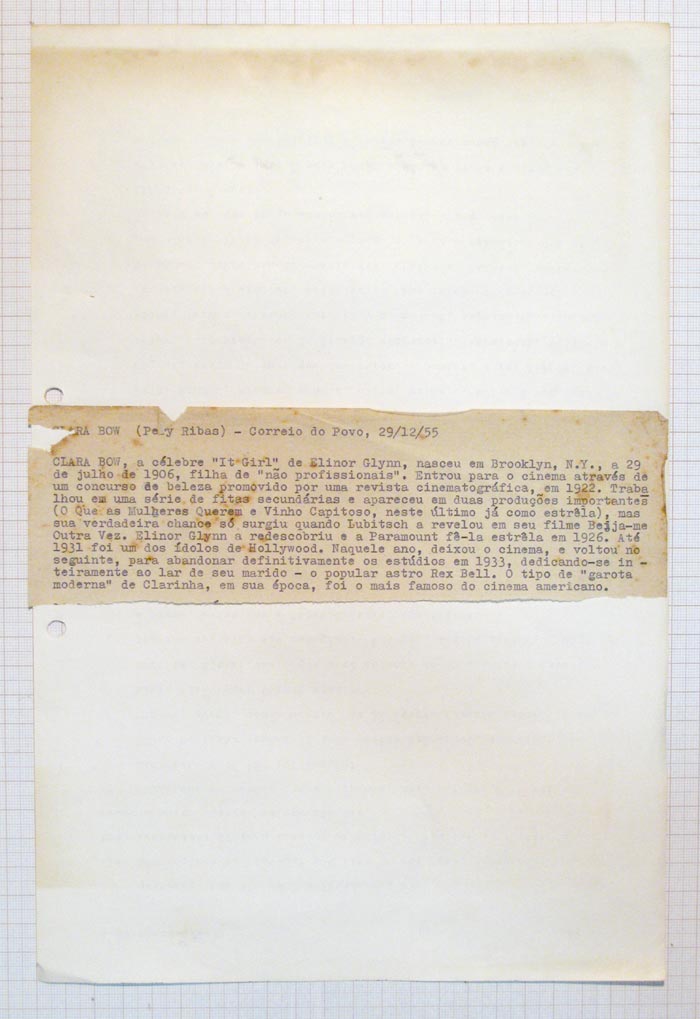 CLARA BOW (Pery Ribas) - Correio do Povo, 29/12/55
CLARA BOW, a célebre "It Girl" de Elinor Glynn, nasceu em Brooklyn, N.Y., a 29
de julho de 1906, filha de "não profissionais". Entrou para o cinema através de
um concurso de beleza promovido por uma revista cinematográfica, em 1922. Traba
lhou em uma série de fitas secundárias e apareceu em duas produções importantes
(O Que as Mulheres Querem e Vinho Capitoso, neste último já como estrêla), mas
sua verdadeira chance só surgiu quando Lubitsch a revelou em seu filme Beija-me
Outra Vez. Elinor Glynn a redescobriu e a Paramount fê-la estrêla em 1926. Até
1931 foi um dos ídolos de Hollywood. Naquele ano, deixou o cinema, e voltou no
seguinte, para abandonar definitivamente os estúdios em 1933, dedicando-se in -
teiramente ao lar de seu marido - o popular astro Rex Bell. O tipo de "garota
moderna" de Clarinha, em sua época, foi o mais famoso do cinema americano.